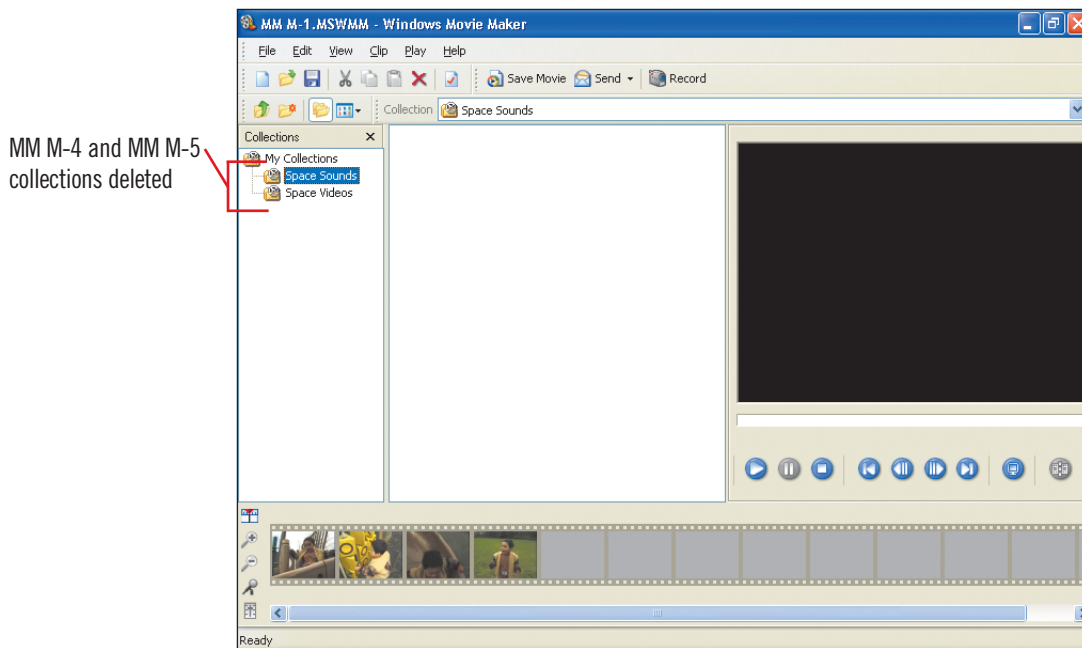 MM M-1.MSWMM - Windows Movie Maker
File Edit View Clip Play Help
Save Movie Send Record
Collection Space Sounds
Collections
My Collections
Space Sounds
Space Videos
MM M-4 and MM M-5
collections deleted
Ready